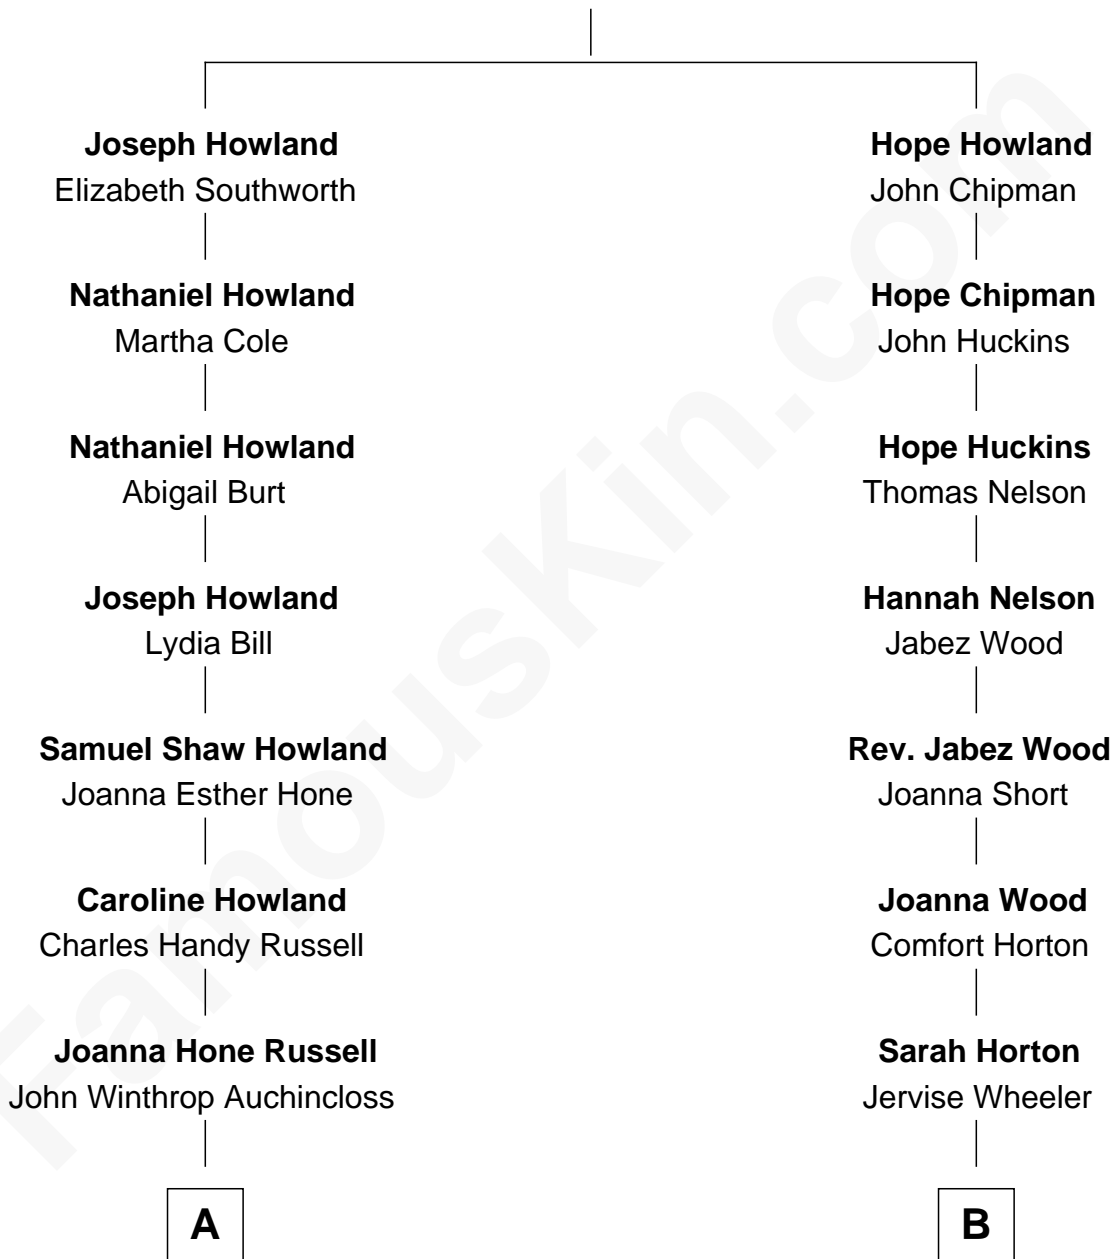 Joseph Howland
Elizabeth Southworth
Nathaniel Howland
Martha Cole
Nathaniel Howland
Abigail Burt
Joseph Howland
Lydia Bill
Samuel Shaw Howland
Joanna Esther Hone
Caroline Howland
Charles Handy Russell
Joanna Hone Russell
John Winthrop Auchincloss
A
Hope Howland
John Chipman
Hope Chipman
John Huckins
Hope Huckins
Thomas Nelson
Hannah Nelson
Jabez Wood
Rev. Jabez Wood
Joanna Short
Joanna Wood
Comfort Horton
Sarah Horton
Jervise Wheeler
B
FamousKin.com